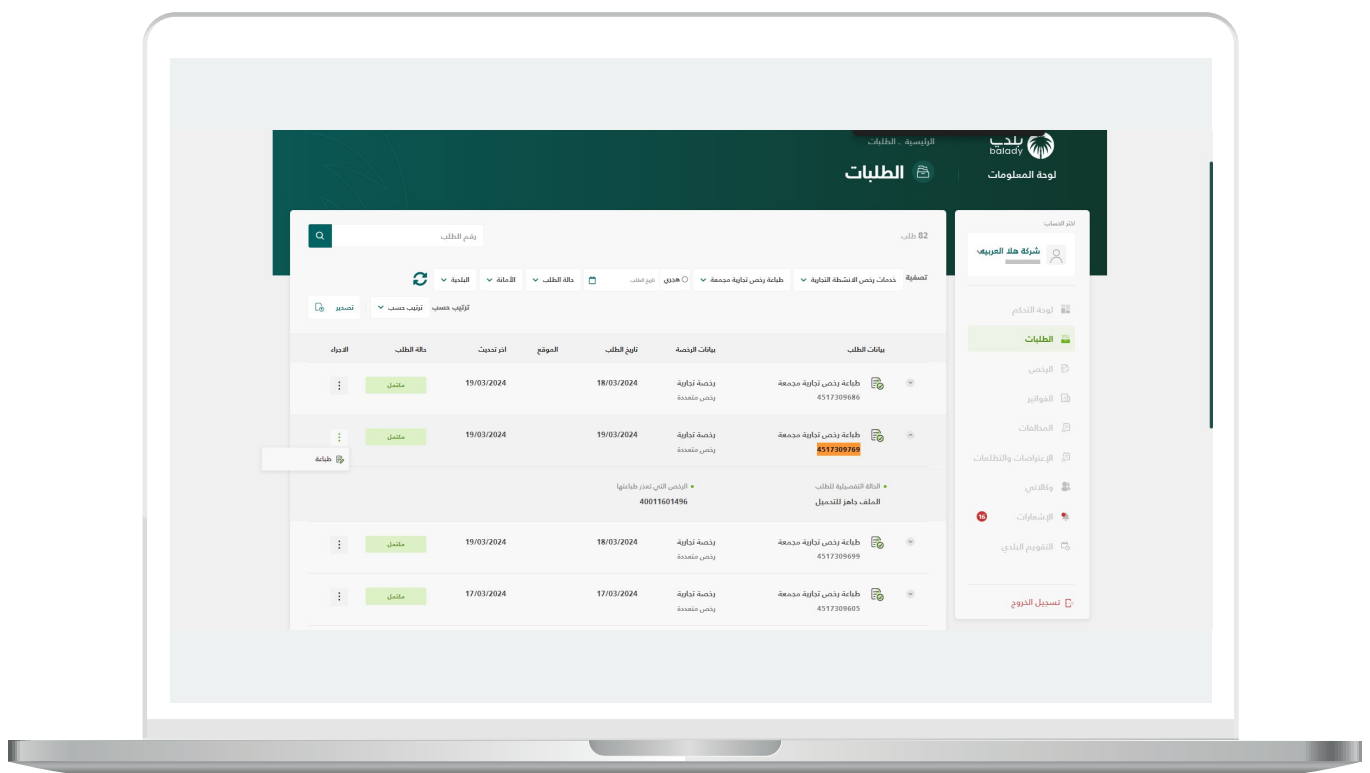 بلدي
balady
لوحة المعلومات
الرئيسية . الطلبات
الطلبات
اختر الحساب
شركة هلا العربيه
لوحة التحكم
الطلبات
الرخص
الفواتير
المخالفات
الإعتراضات والتظلمات
وكالاتي
الإشعارات 16
التقويم البلدي
تسجيل الخروج
82 طلب
رقم الطلب
تصفية خدمات رخص الانشطة التجارية طباعة رخص تجارية مجمعة هجري تاريخ الطلب حالة الطلب الأمانة البلدية
ترتيب حسب ترتيب حسب تصدير
بيانات الطلب بيانات الرخصة تاريخ الطلب الموقع اخر تحديث حالة الطلب الاجراء
طباعة رخص تجارية مجمعة رخصة تجارية 18/03/2024 19/03/2024 مكتمل
4517309686 رخص متعددة
طباعة رخص تجارية مجمعة رخصة تجارية 19/03/2024 19/03/2024 مكتمل
4517309769 رخص متعددة
طباعة
الحالة التفصيلية للطلب الرخص التي تعذر طباعتها
الملف جاهز للتحميل 40011601496
طباعة رخص تجارية مجمعة رخصة تجارية 18/03/2024 19/03/2024 مكتمل
4517309699 رخص متعددة
طباعة رخص تجارية مجمعة رخصة تجارية 17/03/2024 17/03/2024 مكتمل
4517309605 رخص متعددة